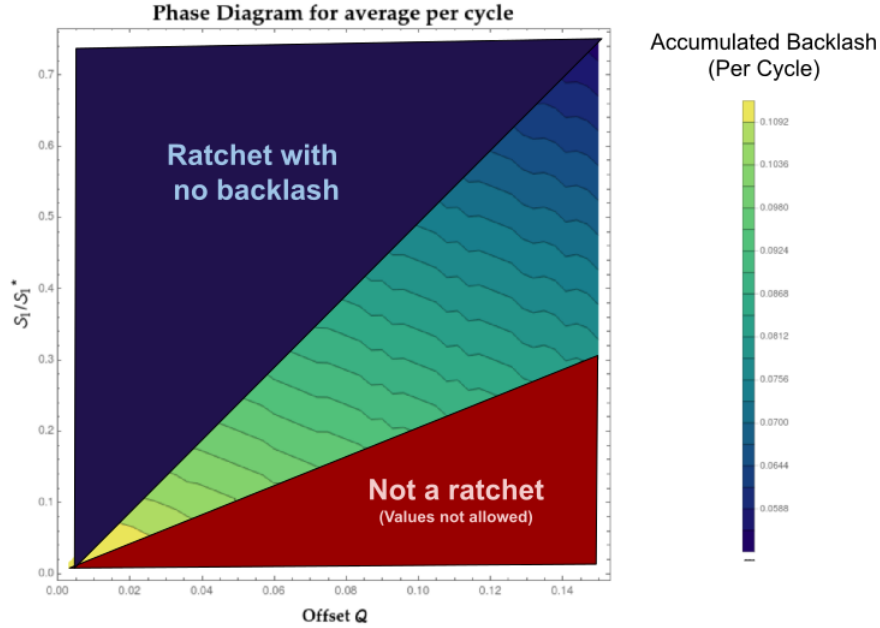 Phase Diagram for average per cycle
Accumulated Backlash
(Per Cycle)
Ratchet with
no backlash
Not a ratchet
(Values not allowed)
S₁/S₁*
0.7
0.6
0.5
0.4
0.3
0.2
0.1
0.0
0.00
0.02
0.04
0.06
0.08
0.10
0.12
0.14
Offset Q
0.1092
0.1036
0.0980
0.0924
0.0868
0.0812
0.0756
0.0700
0.0644
0.0588